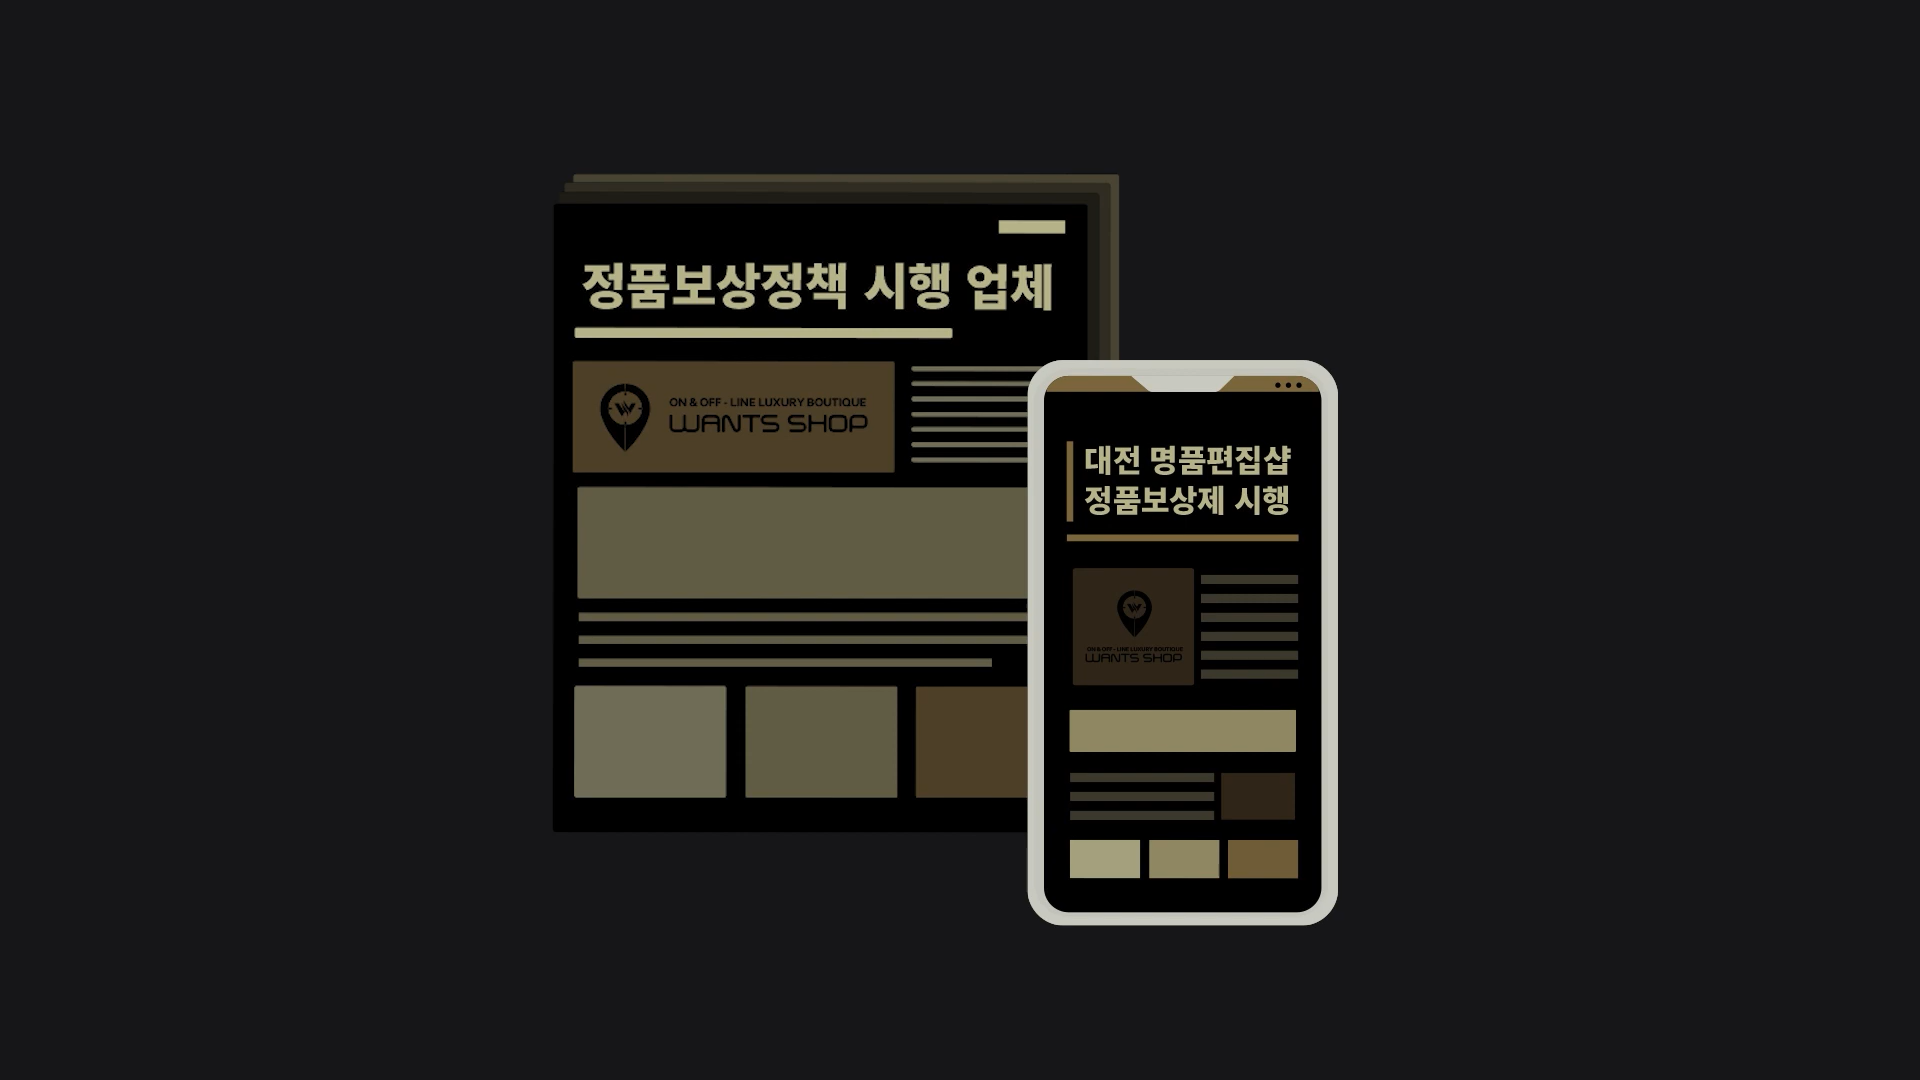 정품보상정책 시행 업체
ON & OFF - LINE LUXURY BOUTIQUE
WANTS SHOP
대전 명품편집샵
정품보상제 시행
ON & OFF - LINE LUXURY BOUTIQUE
WANTS SHOP